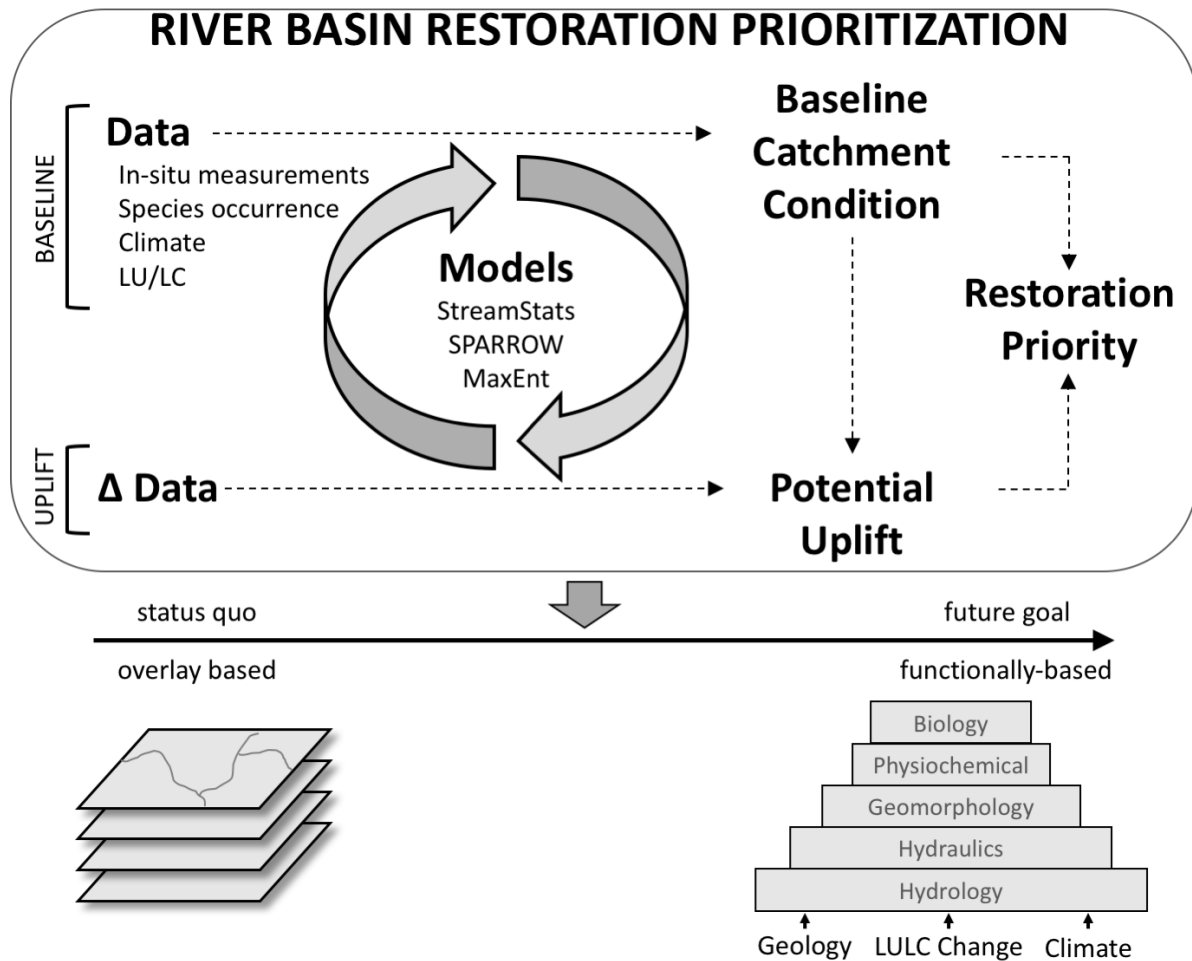 RIVER BASIN RESTORATION PRIORITIZATION
BASELINE
Data
In-situ measurements
Species occurrence
Climate
LU/LC
Models
StreamStats
SPARROW
MaxEnt
Baseline
Catchment
Condition
Restoration
Priority
UPLIFT
Δ Data
Potential
Uplift
status quo
future goal
overlay based
functionally-based
Biology
Physiochemical
Geomorphology
Hydraulics
Hydrology
Geology LULC Change Climate